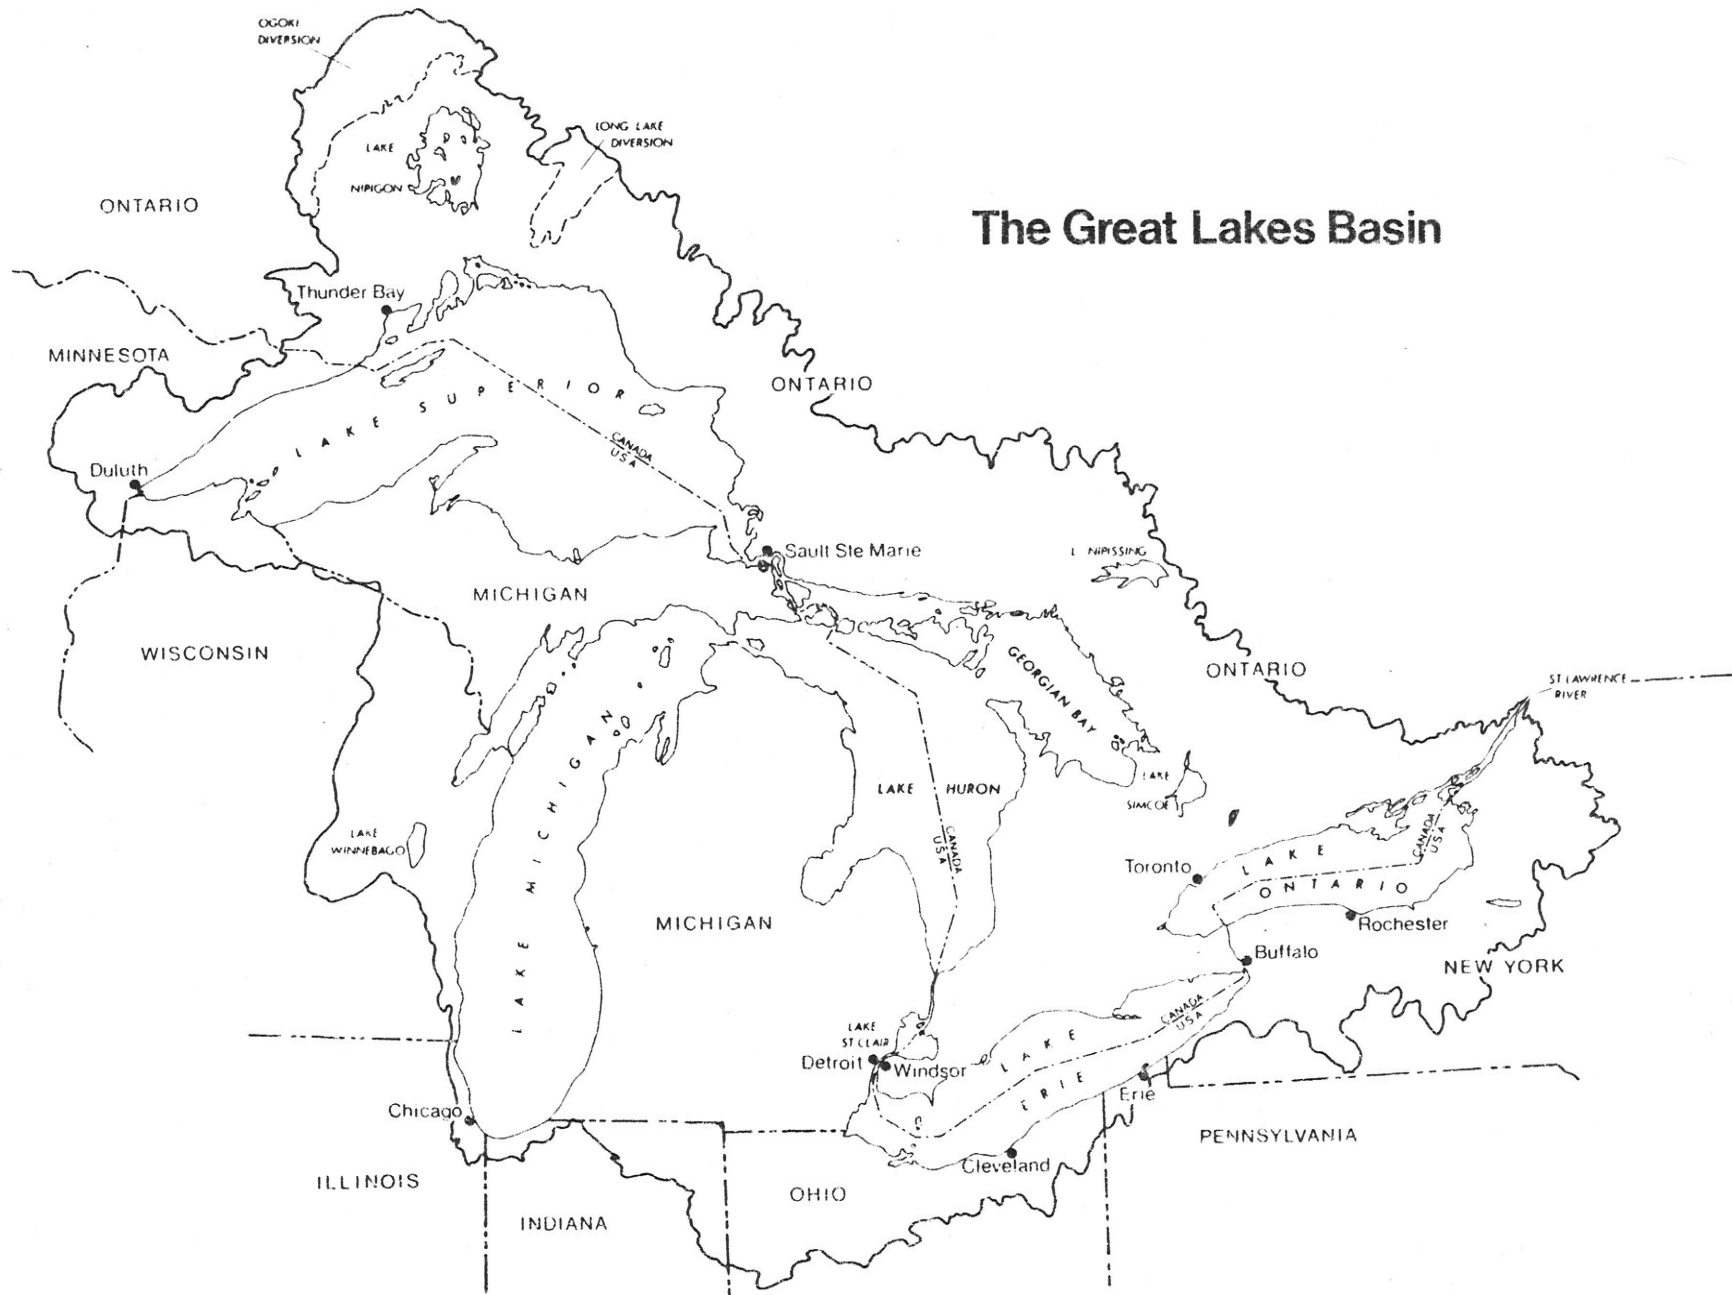 OGOKI
DIVERSION
LONG LAKE
DIVERSION
LAKE
NIPIGON
ONTARIO
The Great Lakes Basin
Thunder Bay
MINNESOTA
ONTARIO
LAKE SUPERIOR
CANADA
USA
Duluth
Sault Ste Marie
L. NIPISSING
MICHIGAN
WISCONSIN
GEORGIAN BAY
ONTARIO
ST LAWRENCE
RIVER
LAKE MICHIGAN
LAKE HURON
CANADA
USA
LAKE
SIMCOE
LAKE
WINNEBAGO
CANADA
USA
Toronto
LAKE
ONTARIO
MICHIGAN
Rochester
Buffalo
NEW YORK
CANADA
USA
LAKE
ST CLAIR
LAKE
ERIE
Detroit
Windsor
Erie
Chicago
PENNSYLVANIA
Cleveland
ILLINOIS
OHIO
INDIANA